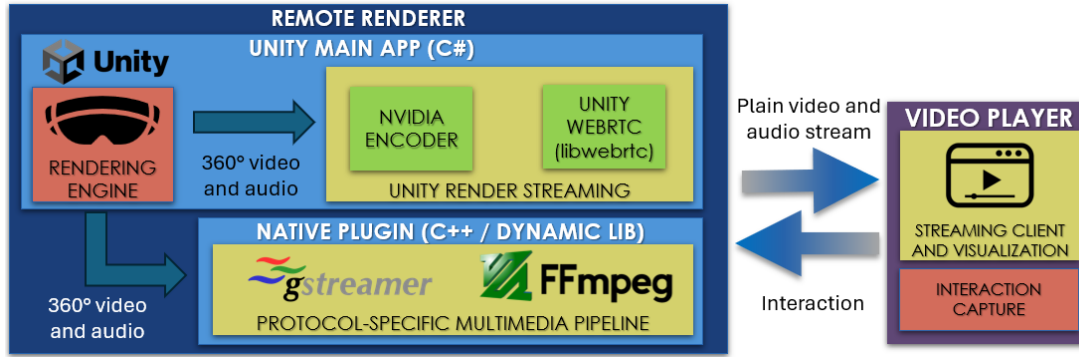 REMOTE RENDERER
UNITY MAIN APP (C#)
Unity
RENDERING
ENGINE
360° video
and audio
NVIDIA
ENCODER
UNITY
WEBRTC
(libwebrtc)
UNITY RENDER STREAMING
NATIVE PLUGIN (C++ / DYNAMIC LIB)
gstreamer
FFmpeg
PROTOCOL-SPECIFIC MULTIMEDIA PIPELINE
360° video
and audio
Plain video and
audio stream
Interaction
VIDEO PLAYER
STREAMING CLIENT
AND VISUALIZATION
INTERACTION
CAPTURE